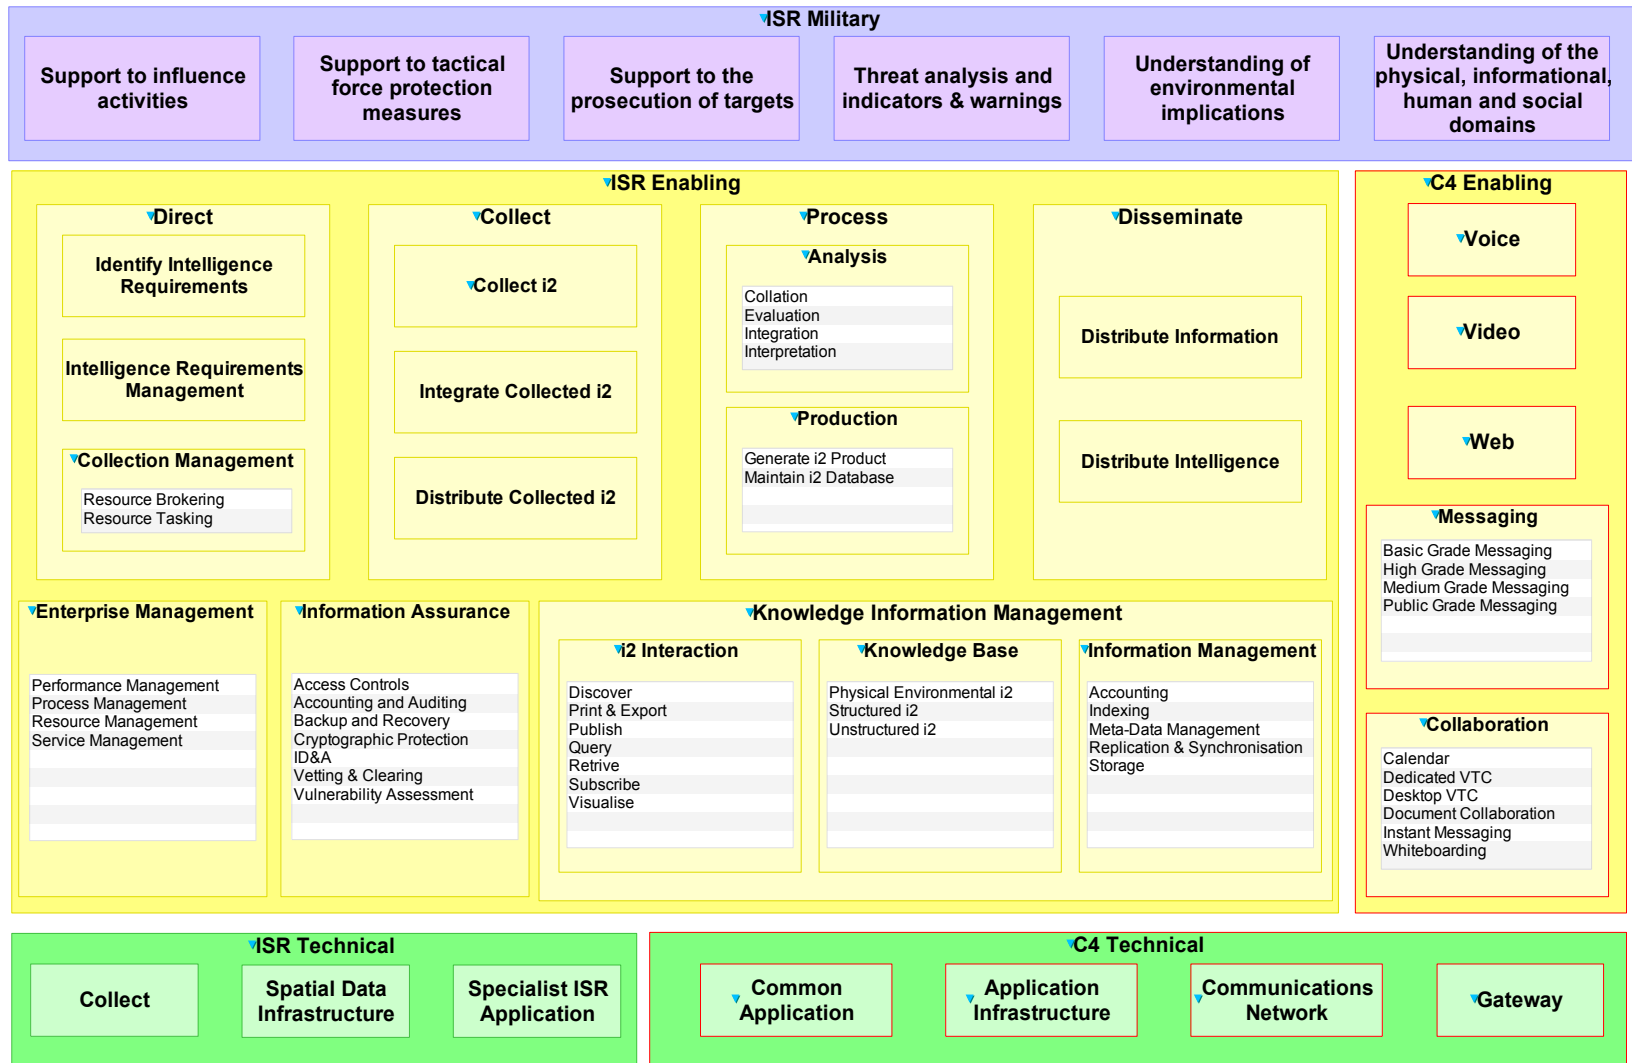 ISR Military
Support to influence
activities
Support to tactical
force protection
measures
Support to the
prosecution of targets
Threat analysis and
indicators & warnings
Understanding of
environmental
implications
Understanding of the
physical, informational,
human and social
domains
ISR Enabling
Direct
Identify Intelligence
Requirements
Intelligence Requirements
Management
Collection Management
Resource Brokering
Resource Tasking
Collect
Collect i2
Integrate Collected i2
Distribute Collected i2
Process
Analysis
Collation
Evaluation
Integration
Interpretation
Production
Generate i2 Product
Maintain i2 Database
Disseminate
Distribute Information
Distribute Intelligence
Enterprise Management
Performance Management
Process Management
Resource Management
Service Management
Information Assurance
Access Controls
Accounting and Auditing
Backup and Recovery
Cryptographic Protection
ID&A
Vetting & Clearing
Vulnerability Assessment
Knowledge Information Management
i2 Interaction
Discover
Print & Export
Publish
Query
Retrive
Subscribe
Visualise
Knowledge Base
Physical Environmental i2
Structured i2
Unstructured i2
Information Management
Accounting
Indexing
Meta-Data Management
Replication & Synchronisation
Storage
C4 Enabling
Voice
Video
Web
Messaging
Basic Grade Messaging
High Grade Messaging
Medium Grade Messaging
Public Grade Messaging
Collaboration
Calendar
Dedicated VTC
Desktop VTC
Document Collaboration
Instant Messaging
Whiteboarding
ISR Technical
Collect
Spatial Data
Infrastructure
Specialist ISR
Application
C4 Technical
Common
Application
Application
Infrastructure
Communications
Network
Gateway